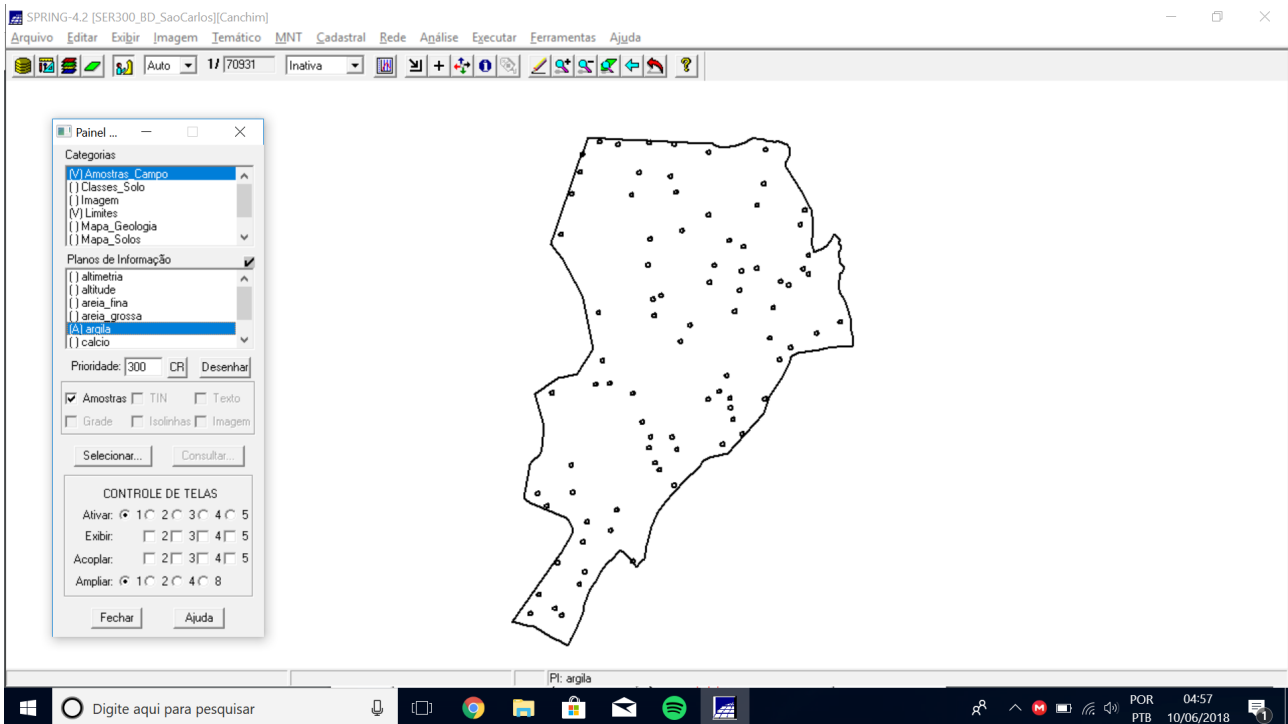 SPRING-4.2 [SER300_BD_SaoCarlos][Canchim]
Arquivo Editar Exibir Imagem Temático MNT Cadastral Rede Análise Executar Ferramentas Ajuda
Auto 1/ 70931 Inativa
Painel ...
Categorias
(V) Amostras_Campo
( ) Classes_Solo
( ) Imagem
(V) Limites
( ) Mapa_Geologia
( ) Mapa_Solos
Planos de Informação
( ) altimetria
( ) altitude
( ) areia_fina
( ) areia_grossa
(A) argila
( ) calcio
Prioridade: 300 CR Desenhar
Amostras TIN Texto
Grade Isolinhas Imagem
Selecionar... Consultar...
CONTROLE DE TELAS
Ativar: 1 2 3 4 5
Exibir: 2 3 4 5
Acoplar: 2 3 4 5
Ampliar: 1 2 4 8
Fechar Ajuda
PI: argila
Digite aqui para pesquisar
POR 04:57
PTB 10/06/2018
1